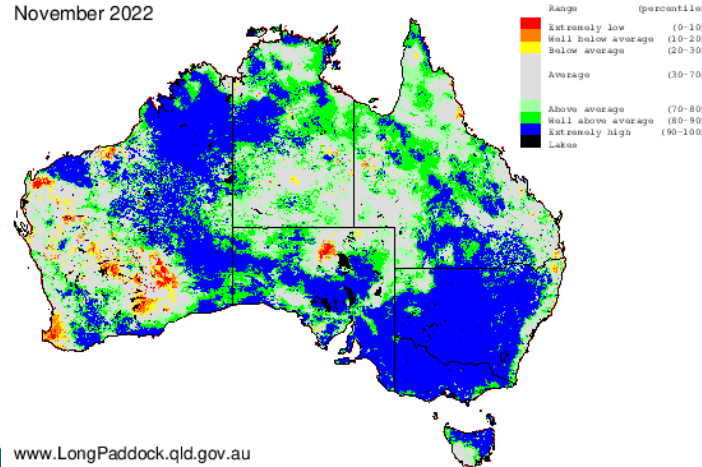 November 2022
Range (percentile)
Extremely low (0-10)
Well below average (10-20)
Below average (20-30)
Average (30-70)
Above average (70-80)
Well above average (80-90)
Extremely high (90-100)
Lakes
www.LongPaddock.qld.gov.au